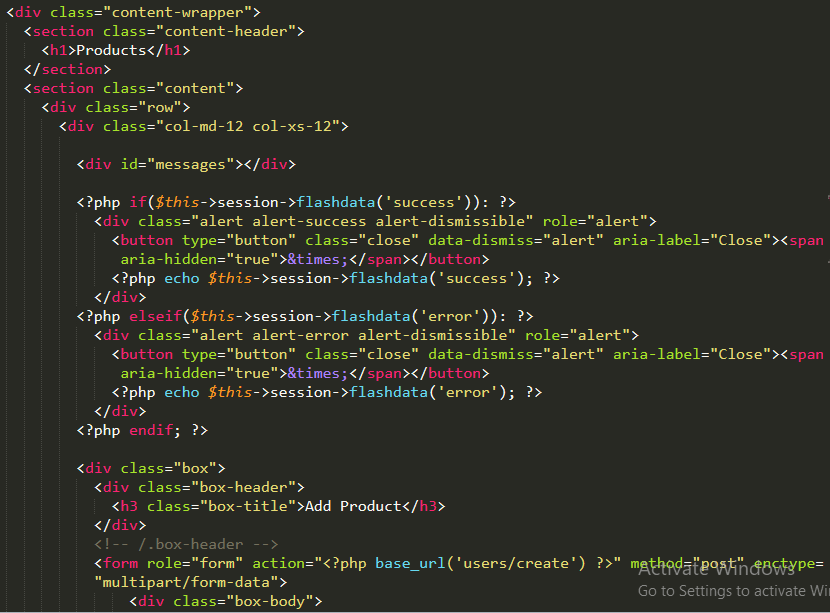 <div class="content-wrapper">
<section class="content-header">
<h1>Products</h1>
</section>
<section class="content">
<div class="row">
<div class="col-md-12 col-xs-12">
<div id="messages"></div>
<?php if($this->session->flashdata('success')): ?>
<div class="alert alert-success alert-dismissible" role="alert">
<button type="button" class="close" data-dismiss="alert" aria-label="Close"><span
aria-hidden="true">&times;</span></button>
<?php echo $this->session->flashdata('success'); ?>
</div>
<?php elseif($this->session->flashdata('error')): ?>
<div class="alert alert-error alert-dismissible" role="alert">
<button type="button" class="close" data-dismiss="alert" aria-label="Close"><span
aria-hidden="true">&times;</span></button>
<?php echo $this->session->flashdata('error'); ?>
</div>
<?php endif; ?>
<div class="box">
<div class="box-header">
<h3 class="box-title">Add Product</h3>
</div>
<!-- /.box-header -->
<form role="form" action="<?php base_url('users/create') ?>" method="post" enctype=
"multipart/form-data">
<div class="box-body">
Activate Windows
Go to Settings to activate Wi